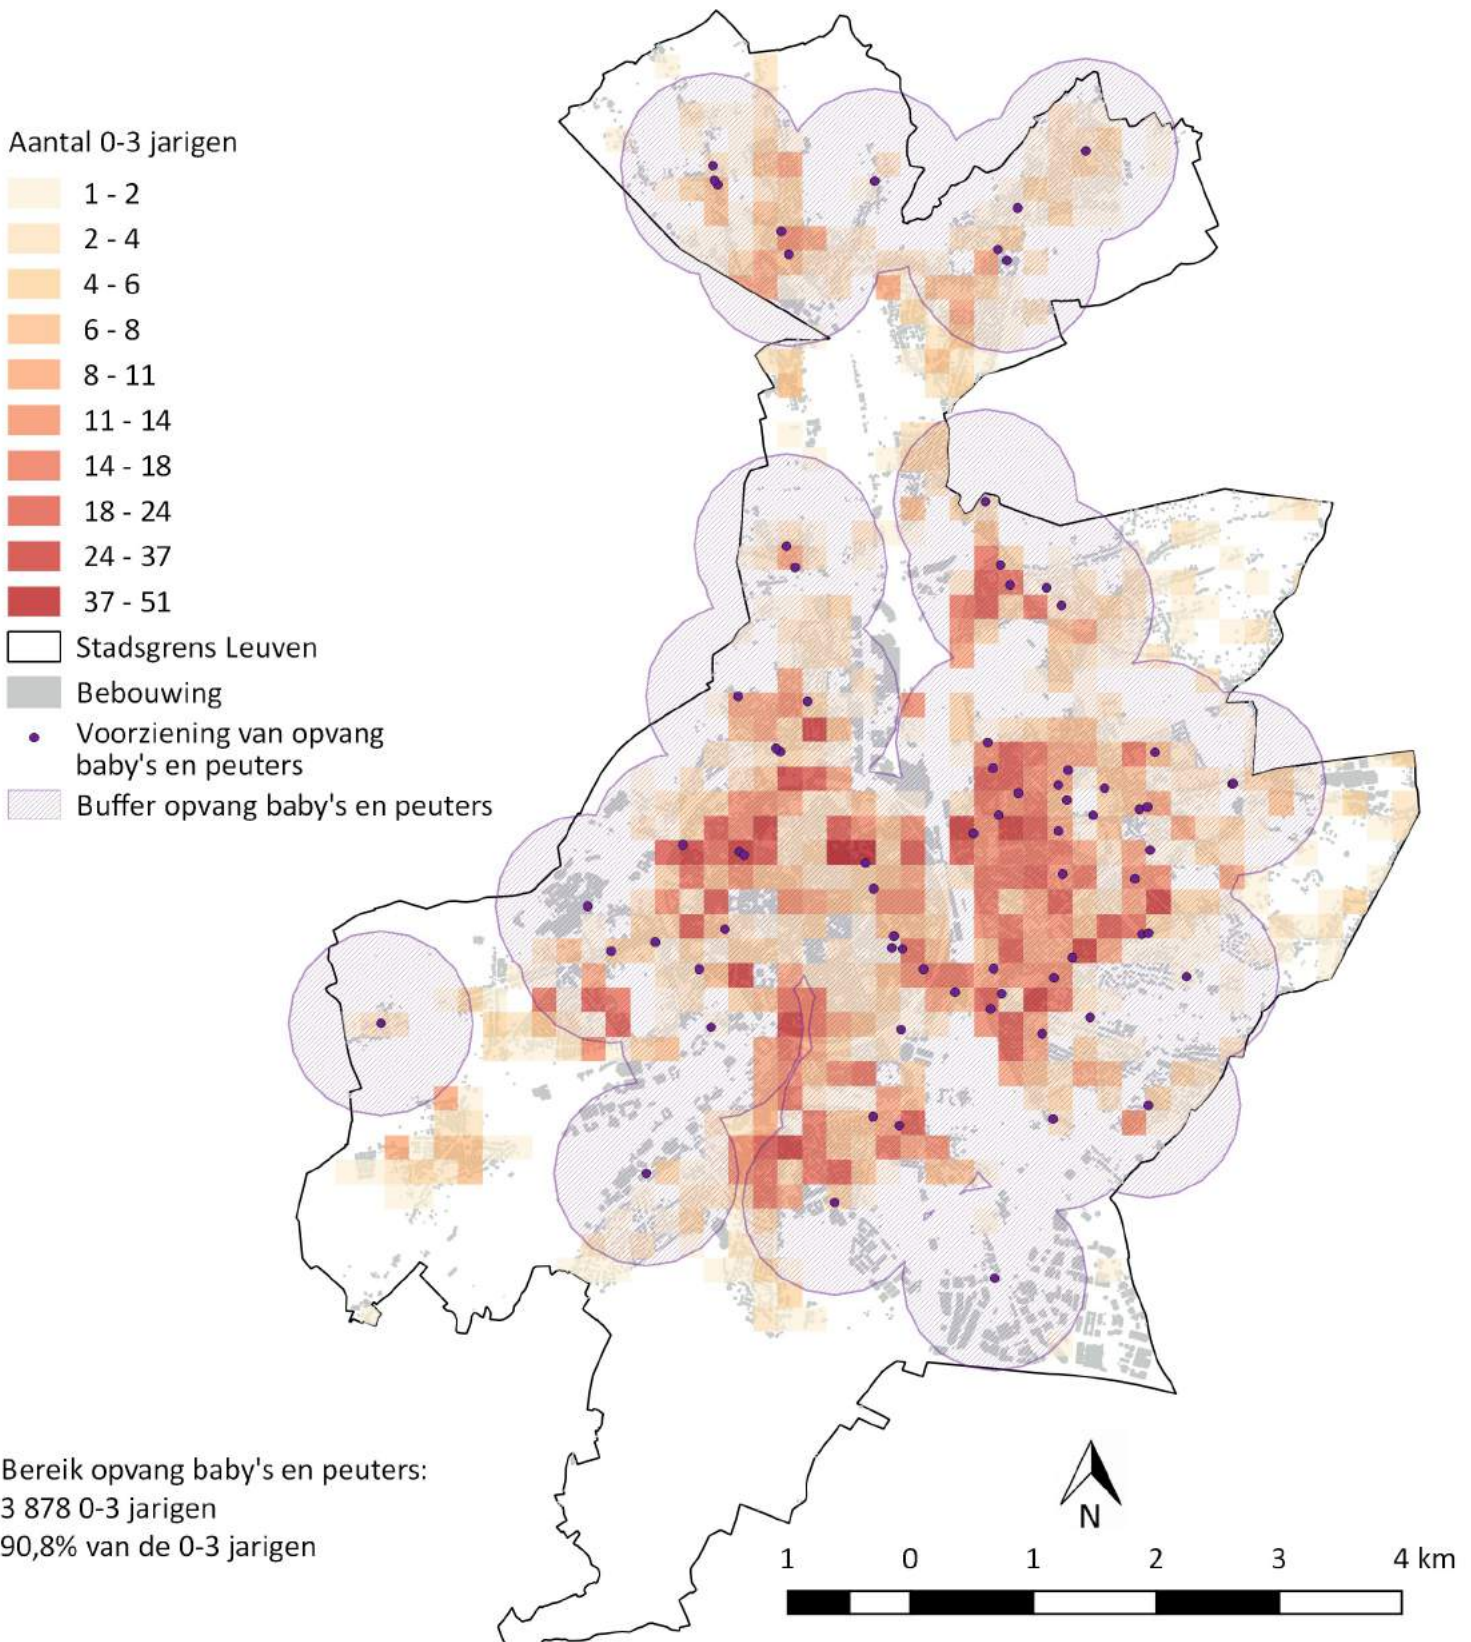 Aantal 0-3 jarigen
1 - 2
2 - 4
4 - 6
6 - 8
8 - 11
11 - 14
14 - 18
18 - 24
24 - 37
37 - 51
Stadsgrens Leuven
Bebouwing
Voorziening van opvang
baby's en peuters
Buffer opvang baby's en peuters
Bereik opvang baby's en peuters:
3 878 0-3 jarigen
90,8% van de 0-3 jarigen
N
1 0 1 2 3 4 km